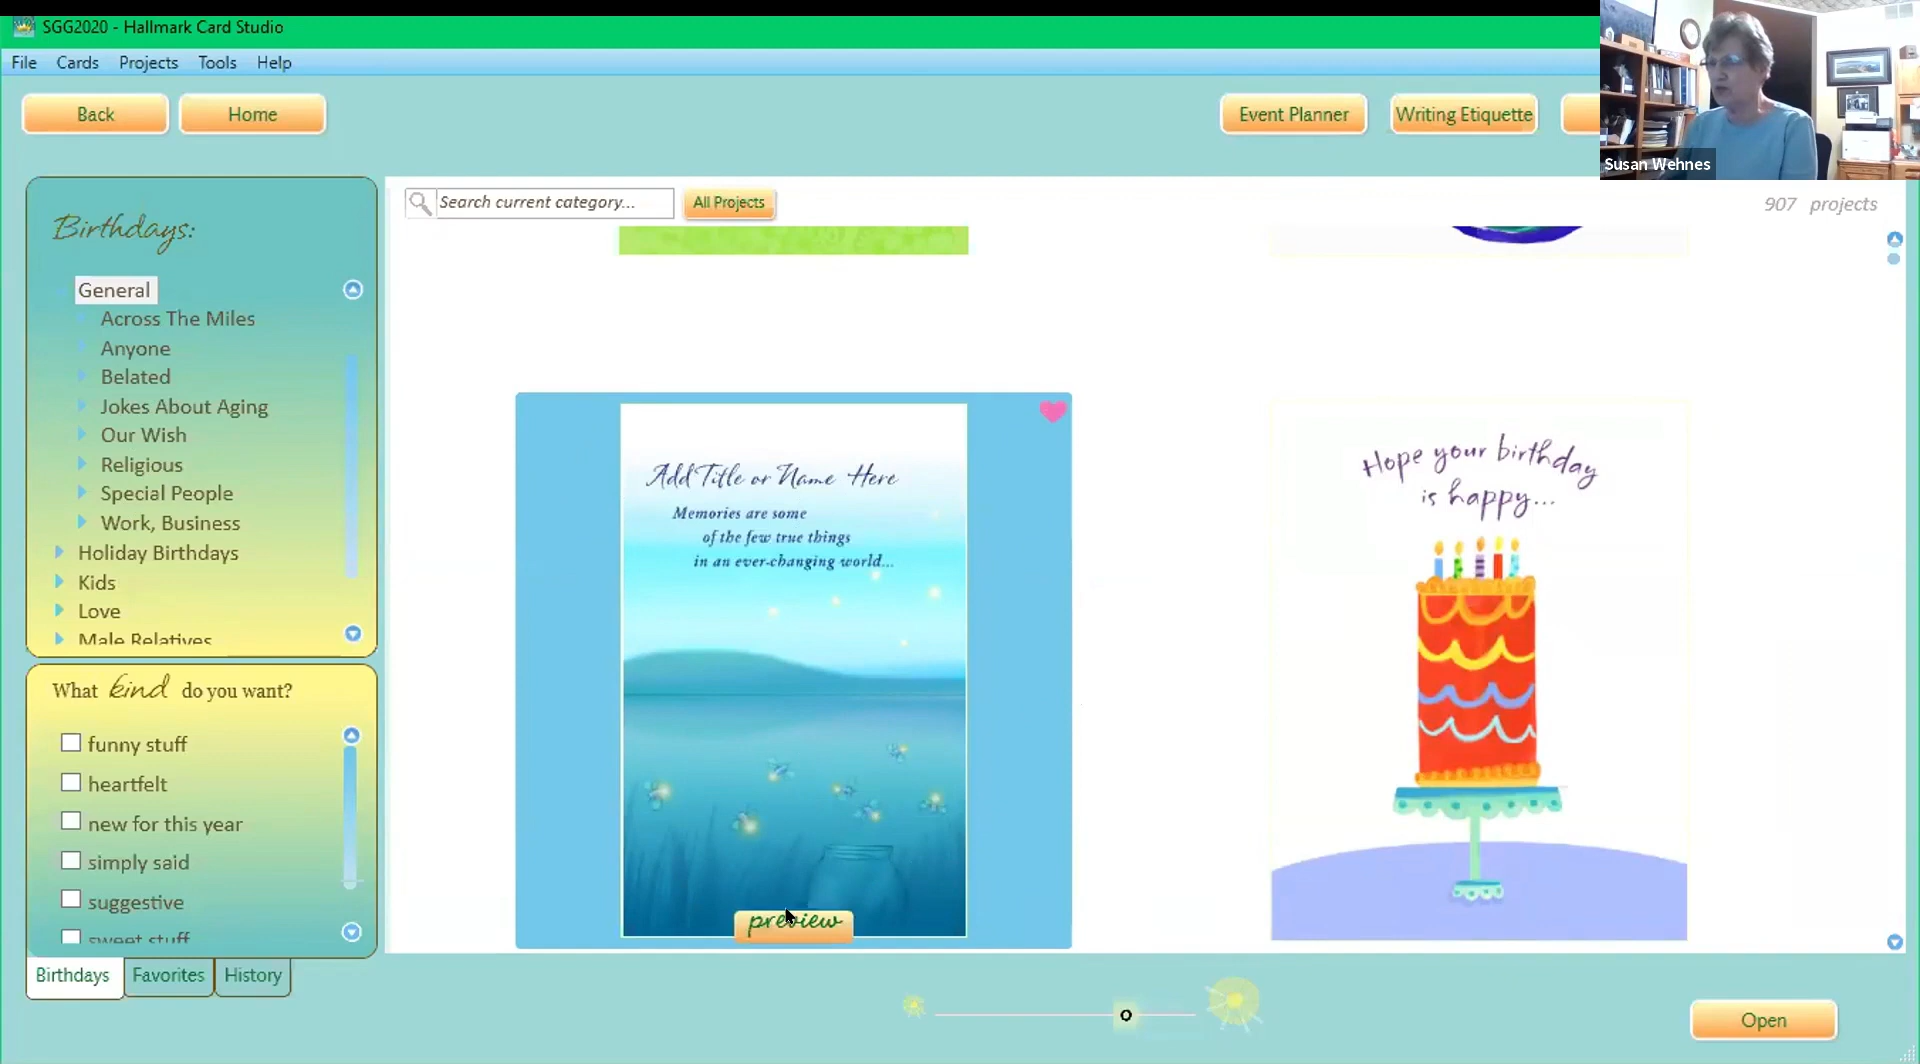 SGG2020 - Hallmark Card Studio
File Cards Projects Tools Help
Back Home Event Planner Writing Etiquette
Susan Wehnes
Search current category... All Projects 907 projects
Birthdays:
General
Across The Miles
Anyone
Belated
Jokes About Aging
Our Wish
Religious
Special People
Work, Business
Holiday Birthdays
Kids
Love
Male Relatives
What kind do you want?
funny stuff
heartfelt
new for this year
simply said
suggestive
sweet stuff
Birthdays Favorites History
Add Title or Name Here
Memories are some
of the few true things
in an ever-changing world...
preview
Hope your birthday
is happy...
Open